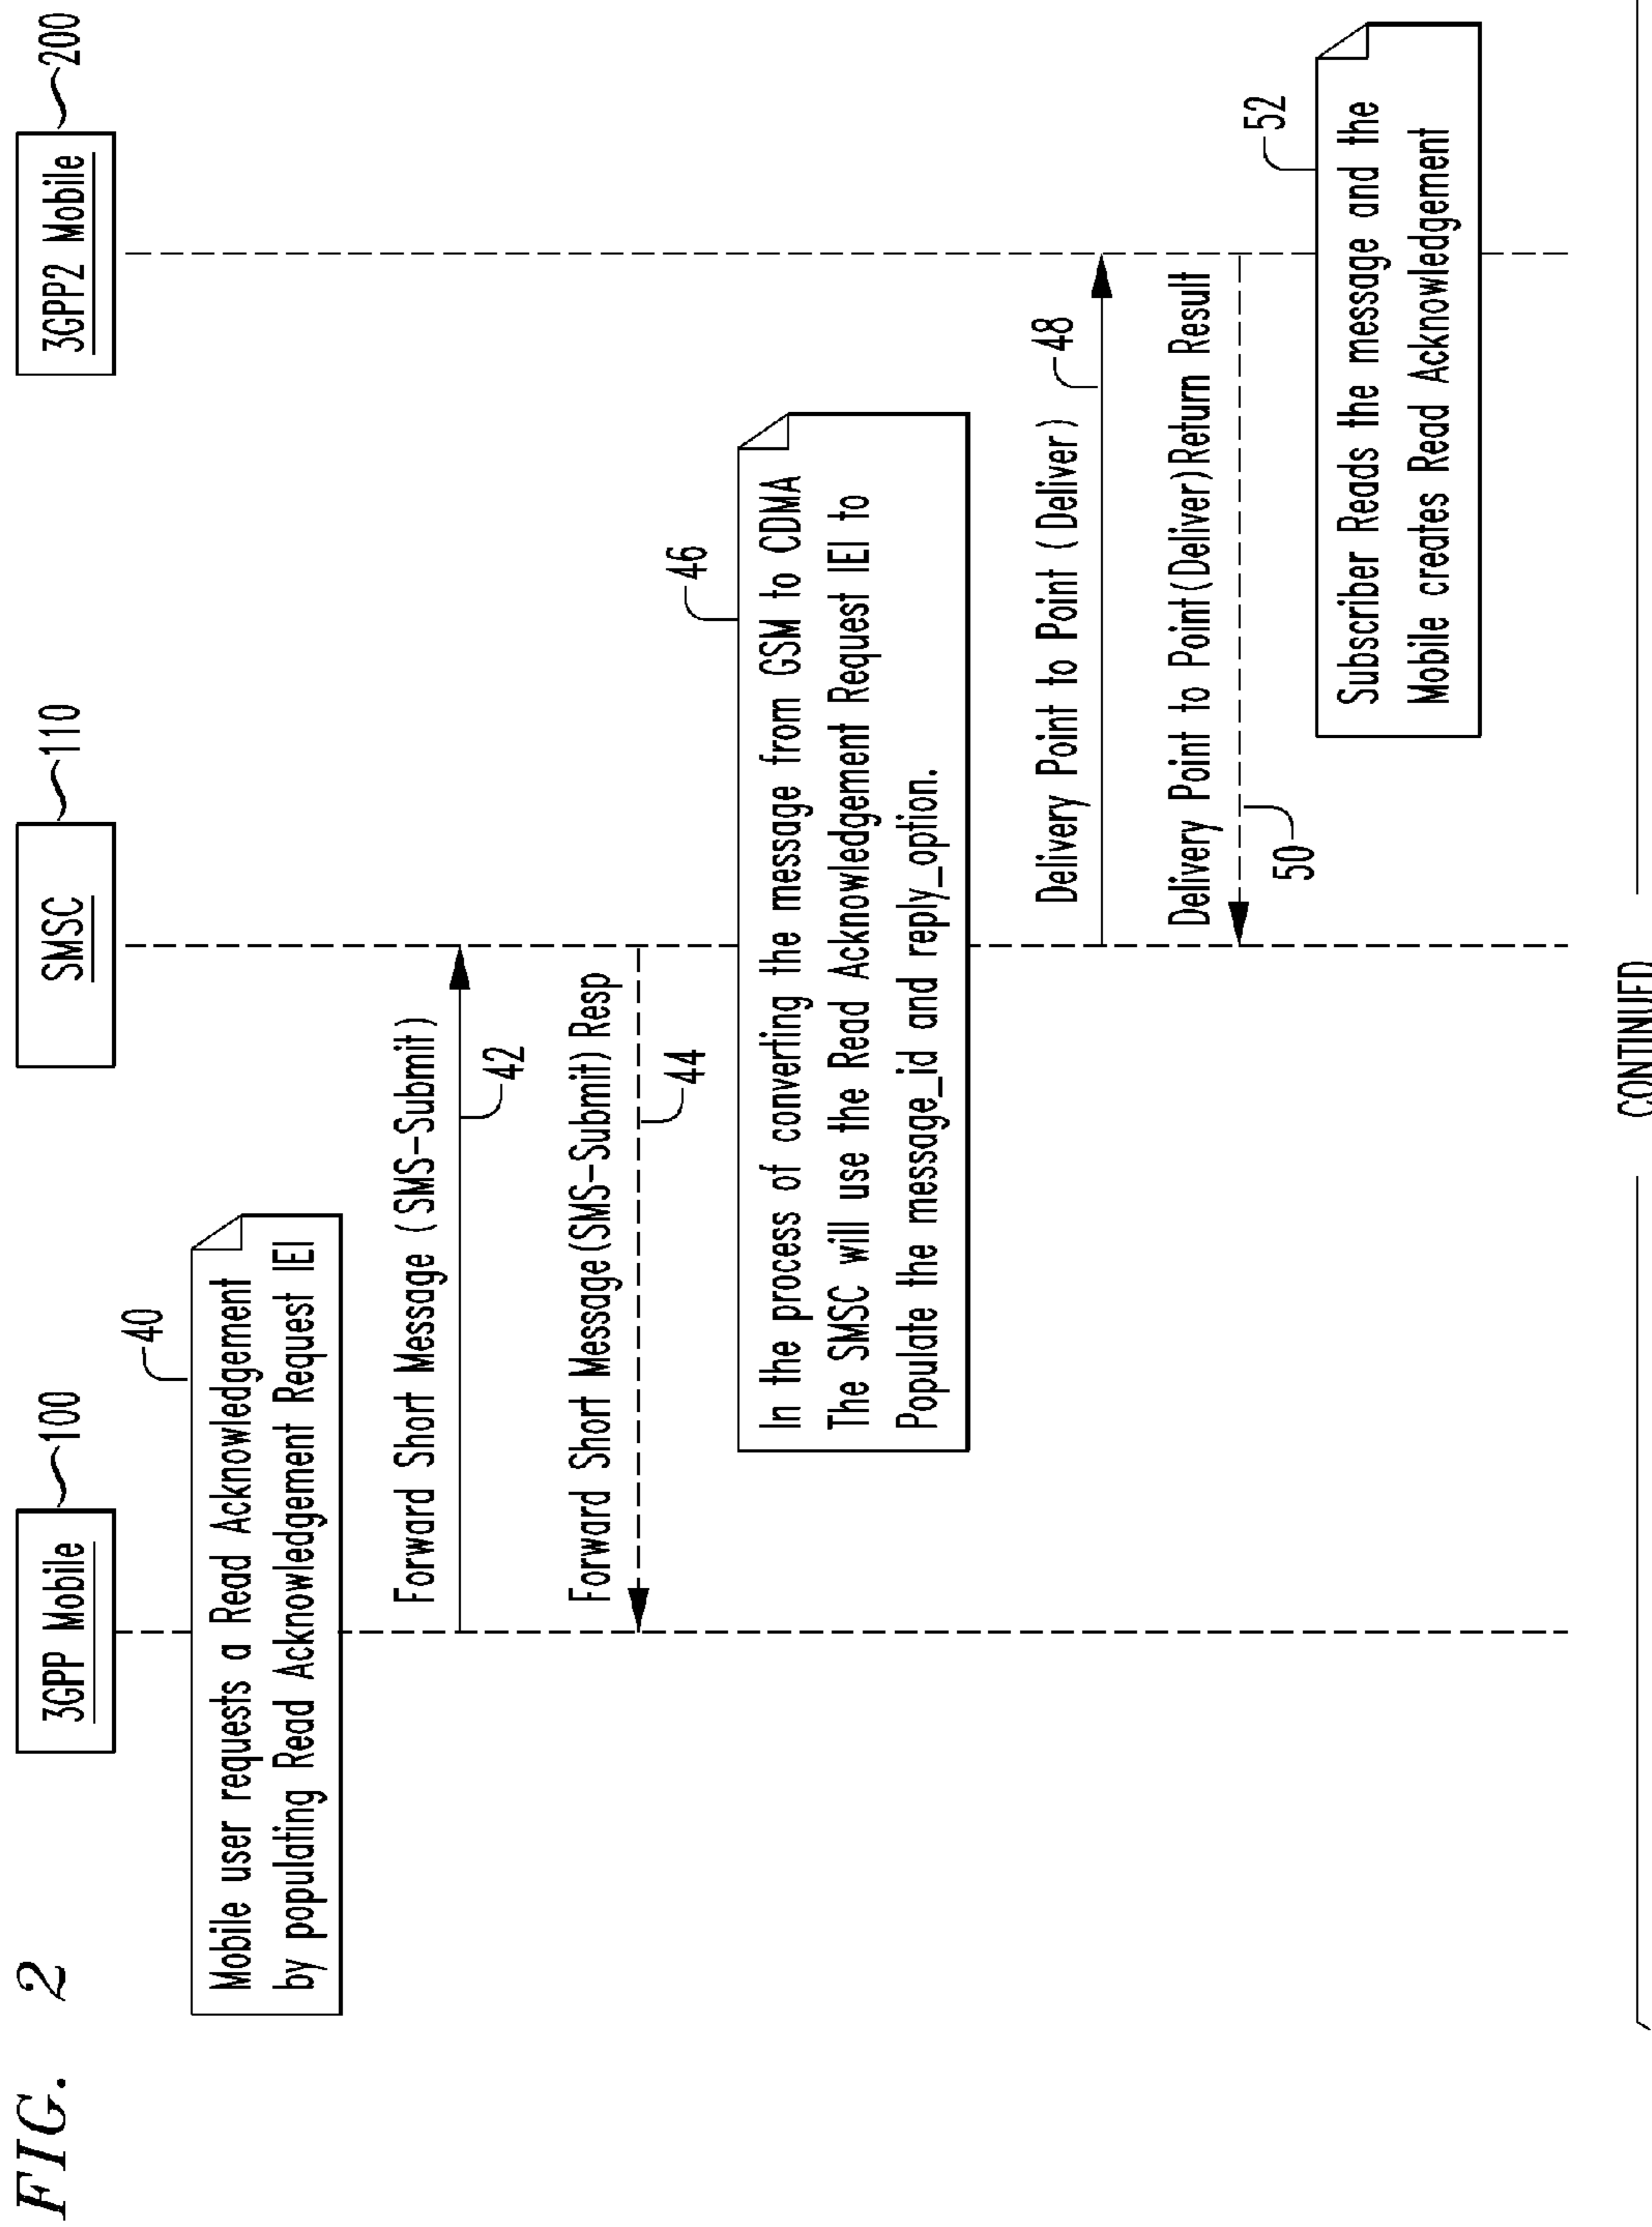 FIG. 2
3GPP Mobile
100
SMSC
110
3GPP2 Mobile
200
40
Mobile user requests a Read Acknowledgement
by populating Read Acknowledgement Request IEI
Forward Short Message (SMS-Submit)
42
Forward Short Message(SMS-Submit) Resp
44
46
In the process of converting the message from GSM to CDMA
The SMSC will use the Read Acknowledgement Request IEI to
Populate the message_id and reply_option.
Delivery Point to Point (Deliver)
48
Delivery Point to Point(Deliver)Return Result
50
52
Subscriber Reads the message and the
Mobile creates Read Acknowledgement
CONTINUED